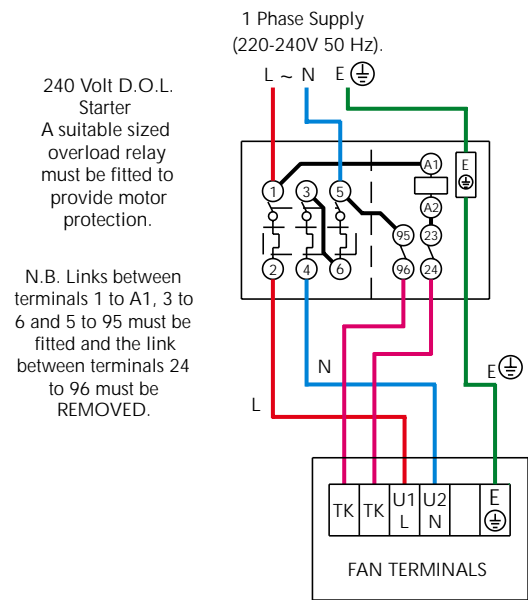 1 Phase Supply
(220-240V 50 Hz).
L ~ N E
240 Volt D.O.L.
Starter
A suitable sized
overload relay
must be fitted to
provide motor
protection.
N.B. Links between
terminals 1 to A1, 3 to
6 and 5 to 95 must be
fitted and the link
between terminals 24
to 96 must be
REMOVED.
A1
E
1 3 5
A2
95 23
2 4 6 96 24
N
E
L
TK TK U1 U2 E
L N
FAN TERMINALS